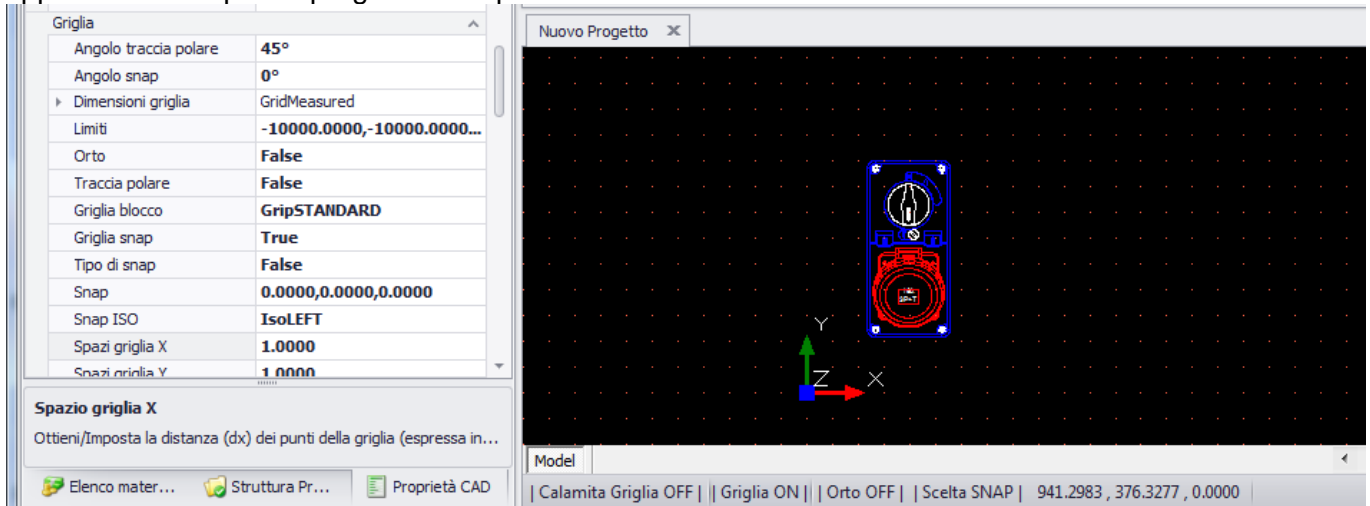 Griglia
Angolo traccia polare 45°
Angolo snap 0°
Dimensioni griglia GridMeasured
Limiti -10000.0000,-10000.0000...
Orto False
Traccia polare False
Griglia blocco GripSTANDARD
Griglia snap True
Tipo di snap False
Snap 0.0000,0.0000,0.0000
Snap ISO IsoLEFT
Spazi griglia X 1.0000
Spazi griglia Y 1.0000
Spazio griglia X
Ottieni/Imposta la distanza (dx) dei punti della griglia (espressa in...
Elenco mater... Struttura Pr... Proprietà CAD
Nuovo Progetto
Y
Z X
Model
| Calamita Griglia OFF | | Griglia ON | | Orto OFF | | Scelta SNAP | 941.2983 , 376.3277 , 0.0000